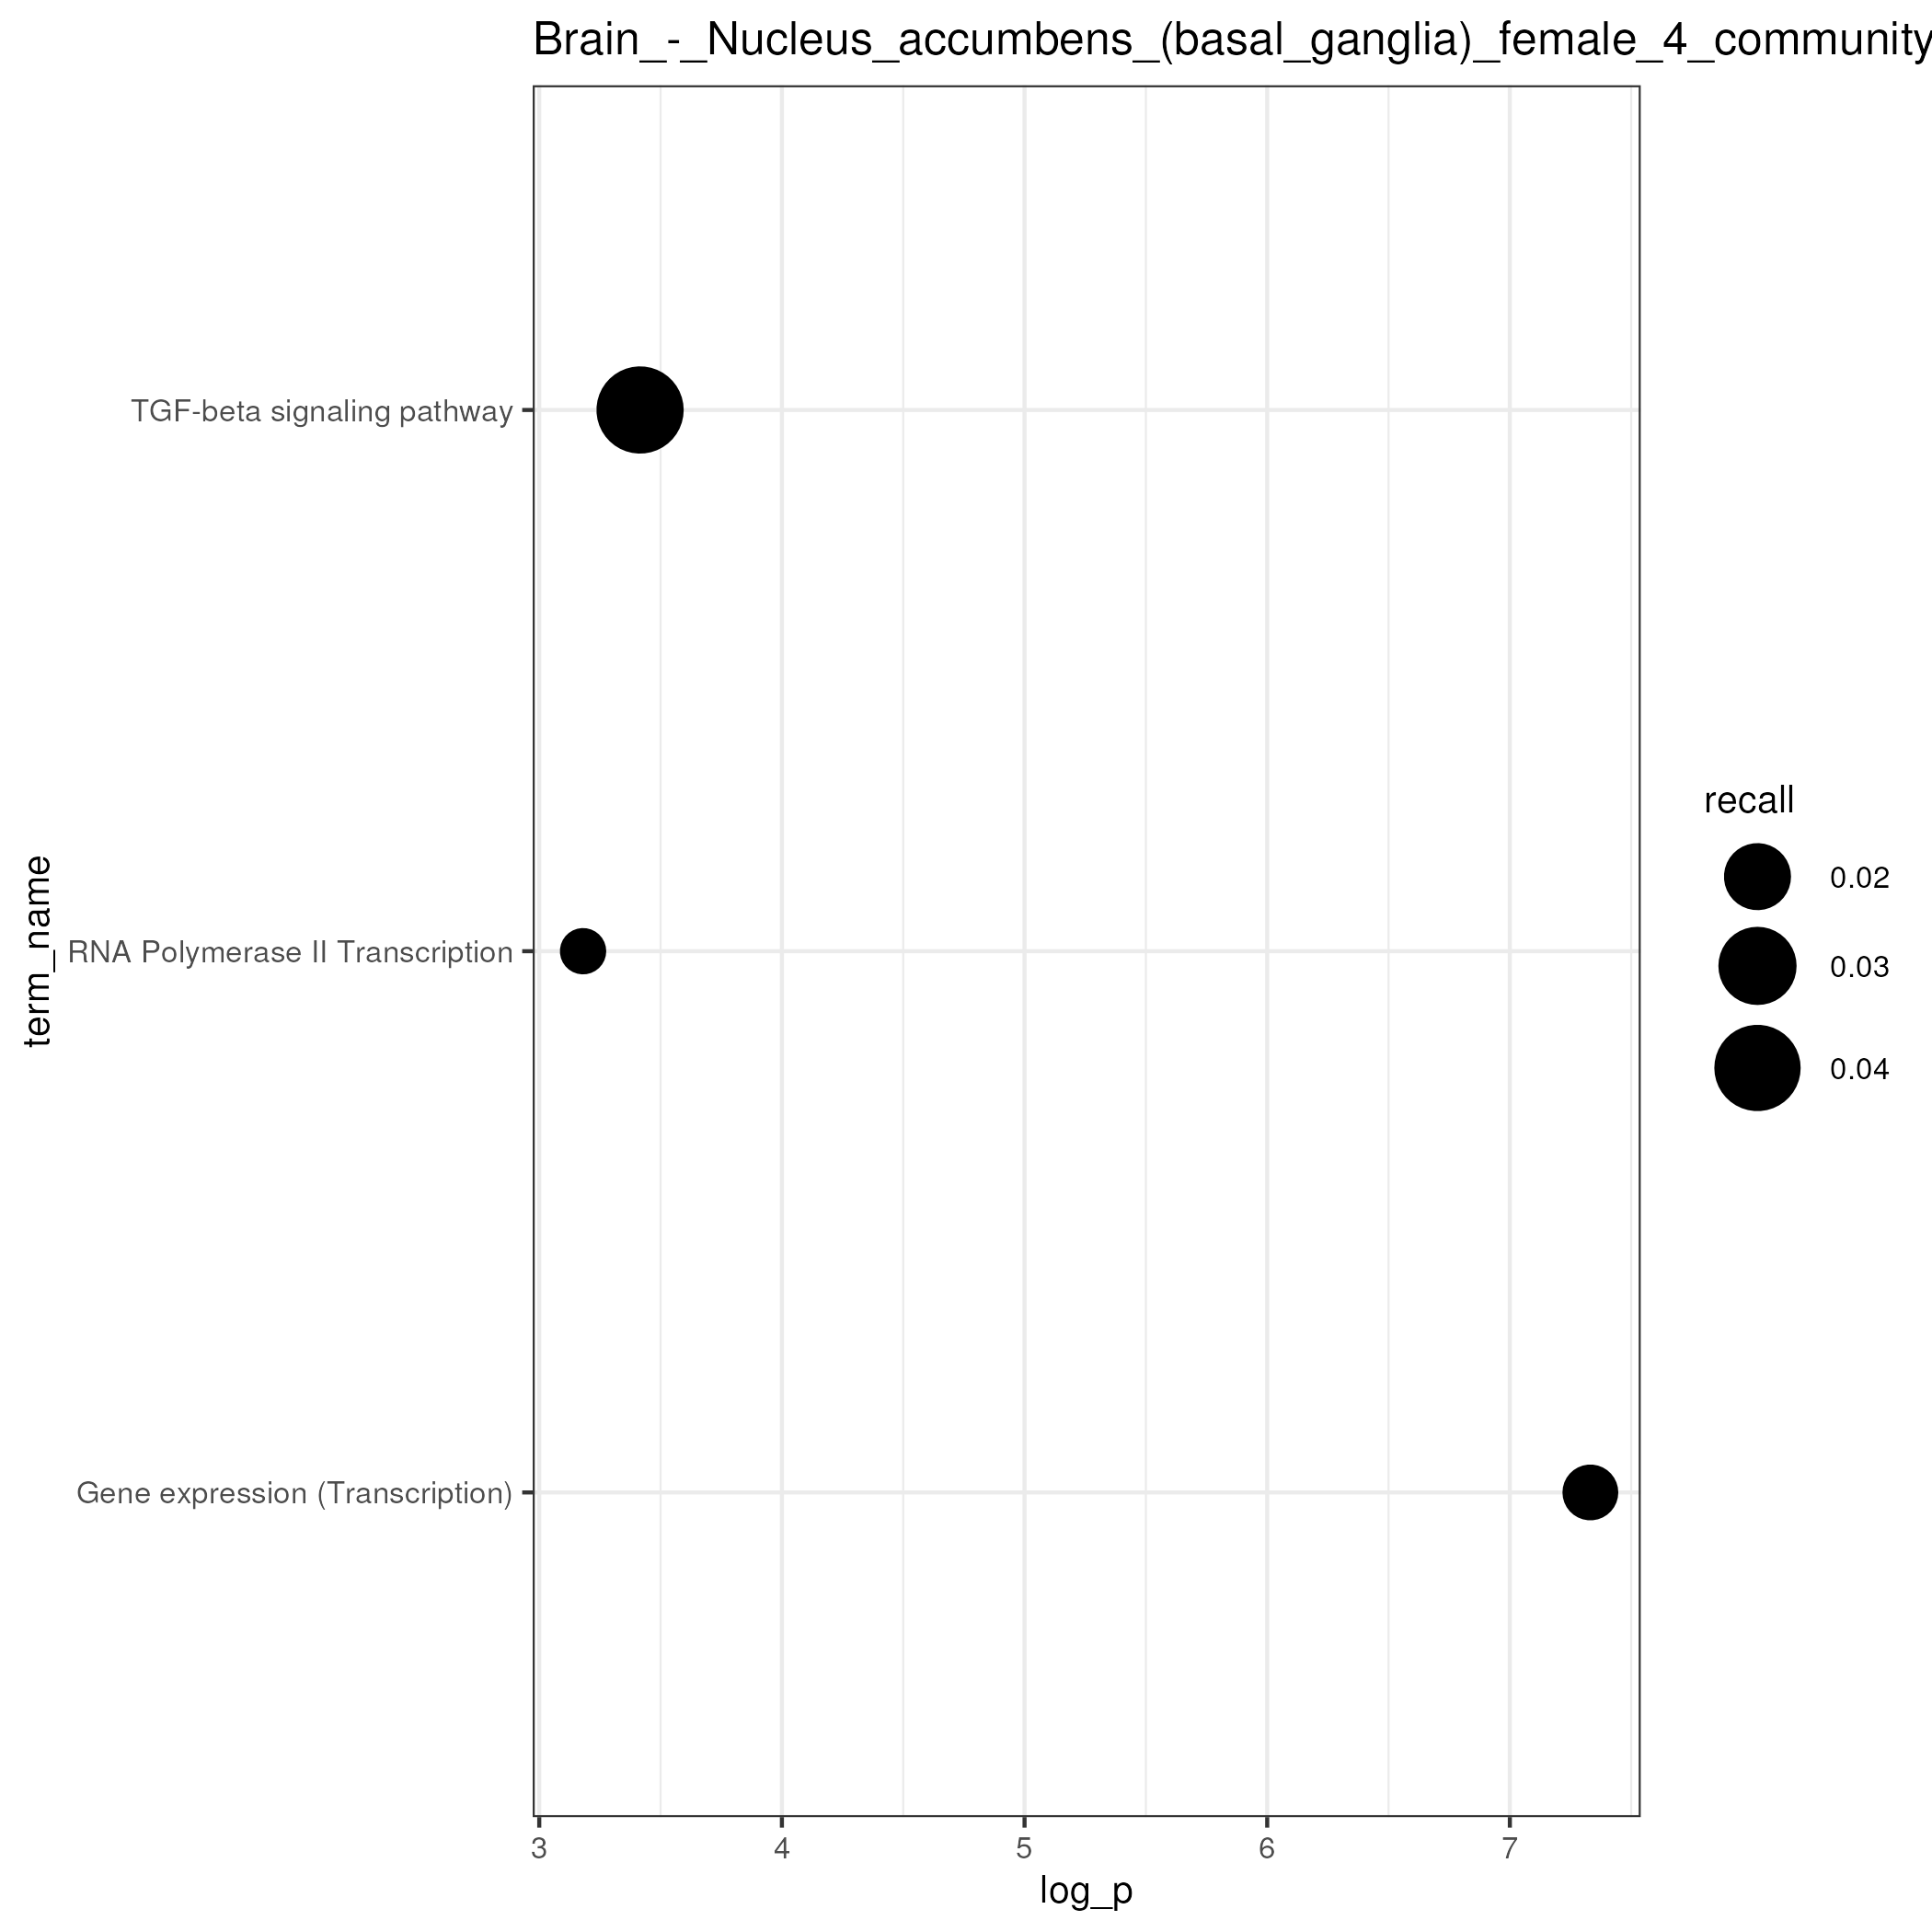 Brain_-_Nucleus_accumbens_(basal_ganglia)_female_4_community
TGF-beta signaling pathway
RNA Polymerase II Transcription
Gene expression (Transcription)
term_name
3 4 5 6 7
log_p
recall
0.02
0.03
0.04